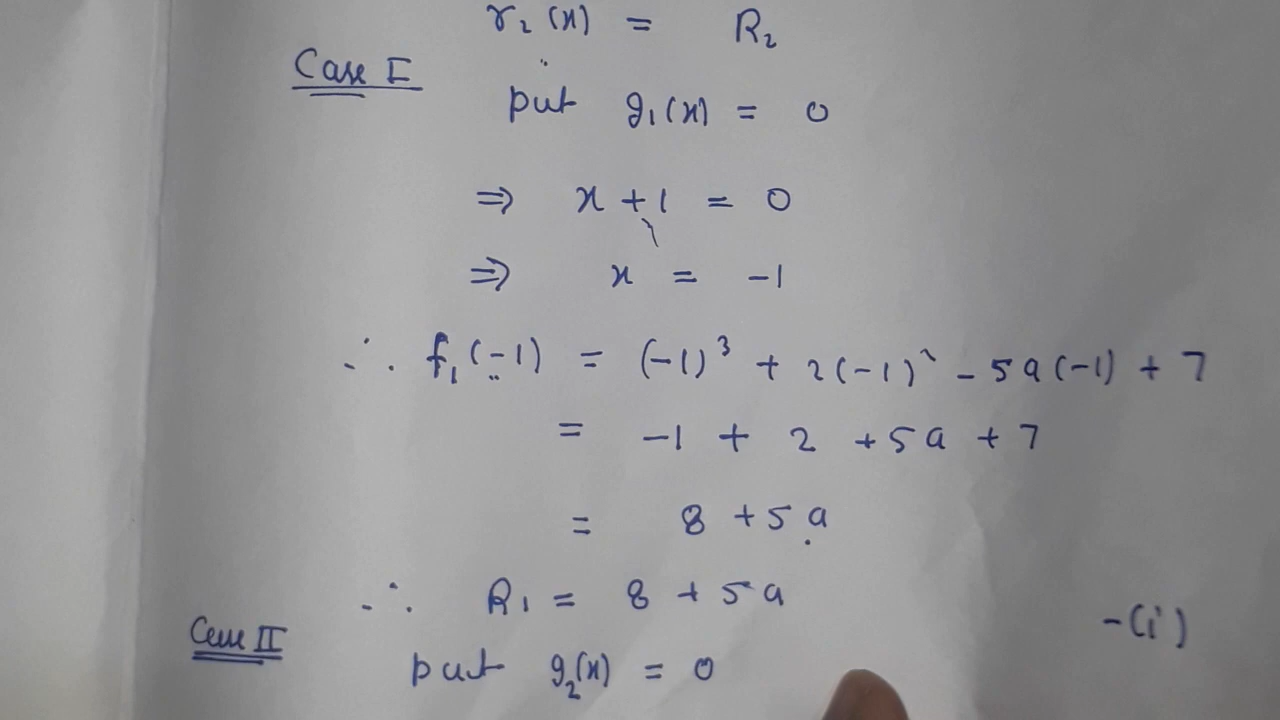 r₂(x) = R₂
Case I
put g₁(x) = 0
⇒ x + 1 = 0
⇒ x = -1
∴ f₁(-1) = (-1)³ + 2(-1)² - 5a(-1) + 7
= -1 + 2 + 5a + 7
= 8 + 5a
∴ R₁ = 8 + 5a -(i)
Case II
put g₂(x) = 0